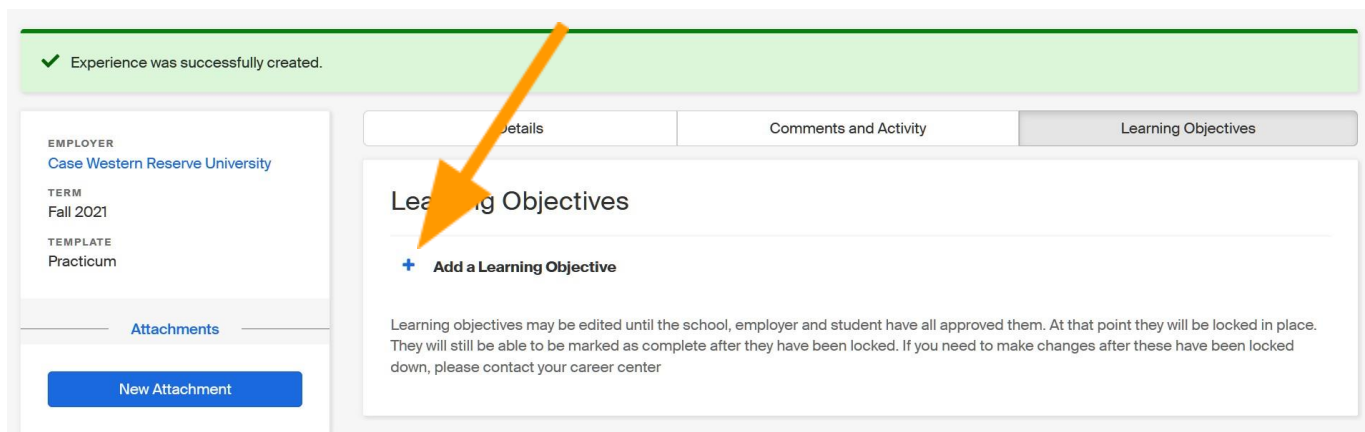 Experience was successfully created.
EMPLOYER
Case Western Reserve University
TERM
Fall 2021
TEMPLATE
Practicum
Attachments
New Attachment
Details
Comments and Activity
Learning Objectives
Learning Objectives
+ Add a Learning Objective
Learning objectives may be edited until the school, employer and student have all approved them. At that point they will be locked in place.
They will still be able to be marked as complete after they have been locked. If you need to make changes after these have been locked
down, please contact your career center